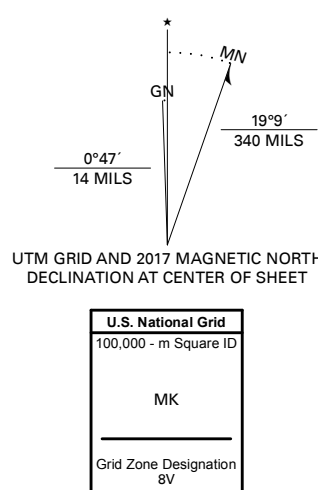 ★
MN
GN
19°9´
340 MILS
0°47´
14 MILS
UTM GRID AND 2017 MAGNETIC NORTH
DECLINATION AT CENTER OF SHEET
U.S. National Grid
100,000 - m Square ID
MK
Grid Zone Designation
8V